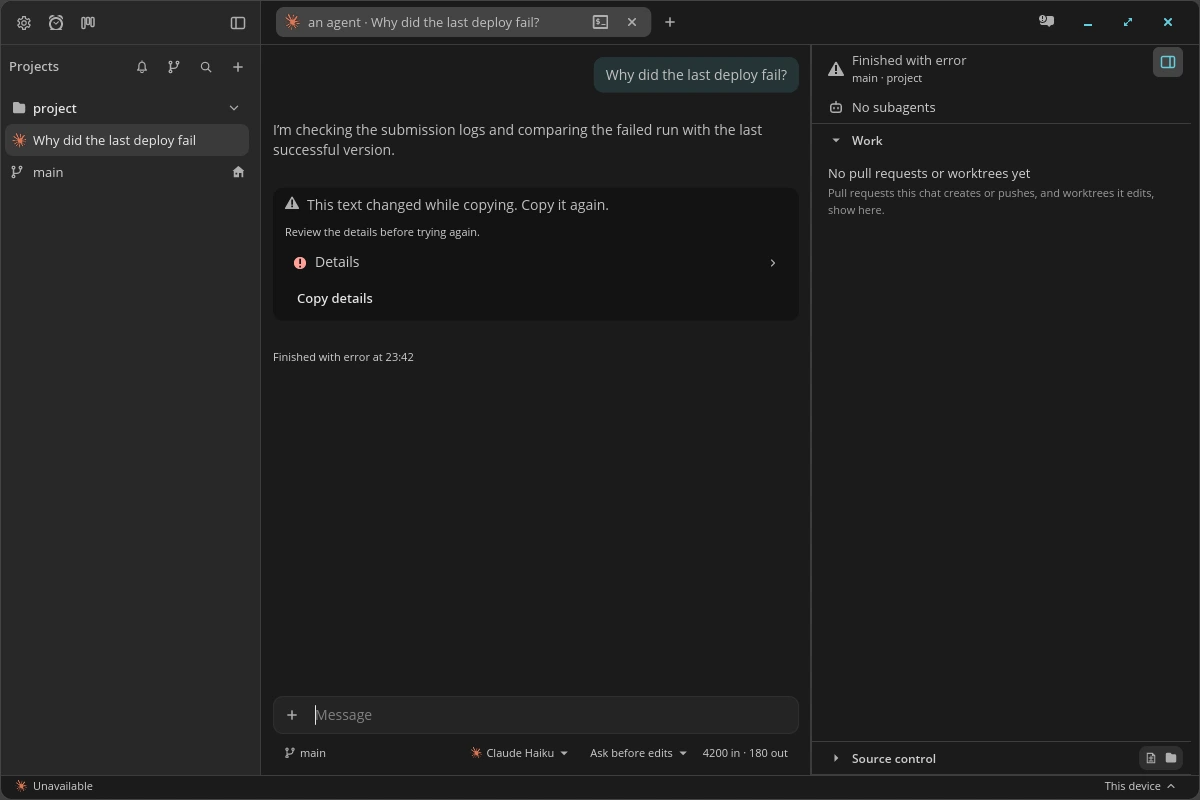 an agent · Why did the last deploy fail?
Projects
project
Why did the last deploy fail
main
Why did the last deploy fail?
I'm checking the submission logs and comparing the failed run with the last
successful version.
This text changed while copying. Copy it again.
Review the details before trying again.
Details
Copy details
Finished with error at 23:42
Message
main
Claude Haiku
Ask before edits
4200 in · 180 out
Finished with error
main · project
No subagents
Work
No pull requests or worktrees yet
Pull requests this chat creates or pushes, and worktrees it edits,
show here.
Source control
Unavailable
This device